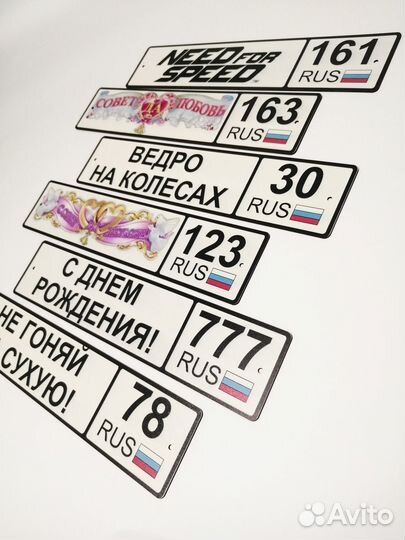 NEED FOR
SPEED
161
RUS
СОВЕТ ЛЮБОВЬ
163
RUS
ВЕДРО
НА КОЛЕСАХ
30
RUS
123
RUS
С ДНЕМ
РОЖДЕНИЯ!
777
RUS
НЕ ГОНЯЙ
СУХУЮ!
78
RUS
Avito